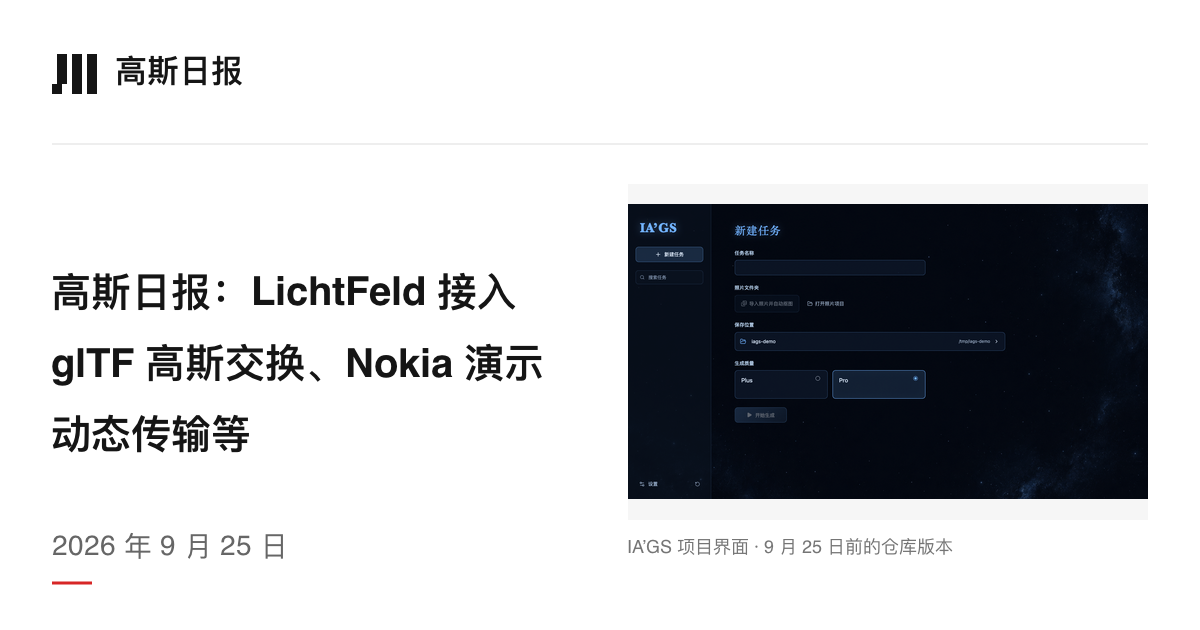 高斯日报
高斯日报：LichtFeld 接入
glTF 高斯交换、Nokia 演示
动态传输等
2026 年 9 月 25 日
IA’GS
＋ 新建任务
搜索任务
设置
新建任务
任务名称
照片文件夹
导入照片并自动抠图
打开照片项目
保存位置
iags-demo
/tmp/iags-demo
生成质量
Plus
Pro
开始生成
IA’GS 项目界面 · 9 月 25 日前的仓库版本